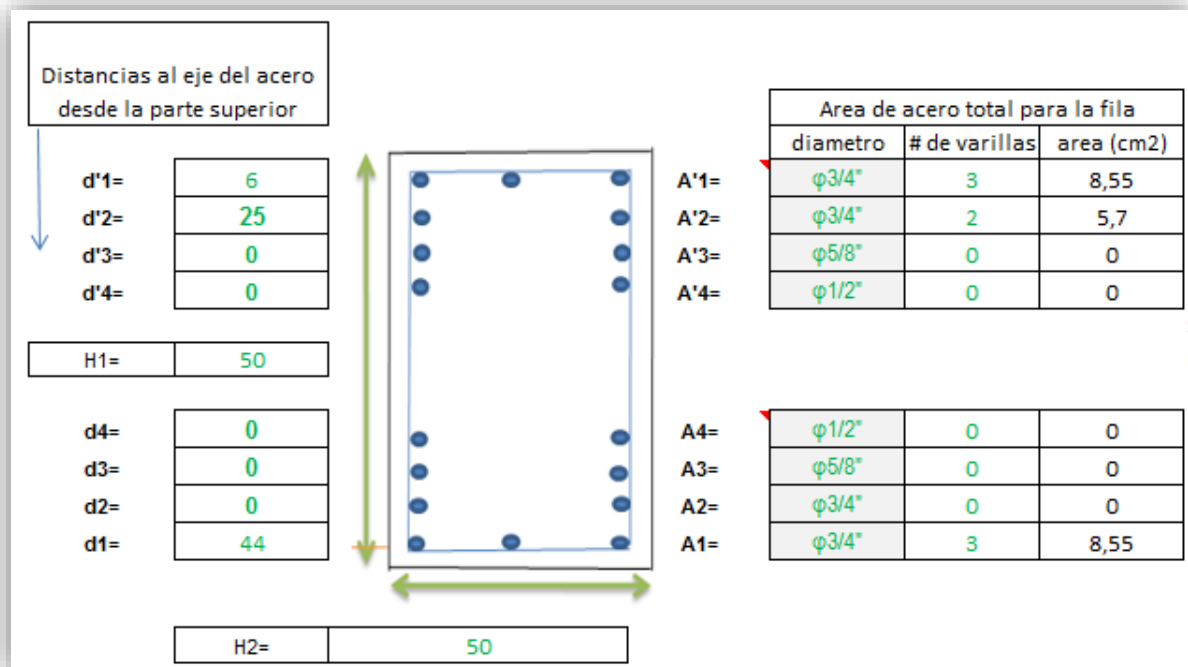 Distancias al eje del acero
desde la parte superior
Area de acero total para la fila
diametro # de varillas area (cm2)
d'1= 6 A'1= φ3/4" 3 8,55
d'2= 25 A'2= φ3/4" 2 5,7
d'3= 0 A'3= φ5/8" 0 0
d'4= 0 A'4= φ1/2" 0 0
H1= 50
d4= 0 A4= φ1/2" 0 0
d3= 0 A3= φ5/8" 0 0
d2= 0 A2= φ3/4" 0 0
d1= 44 A1= φ3/4" 3 8,55
H2= 50